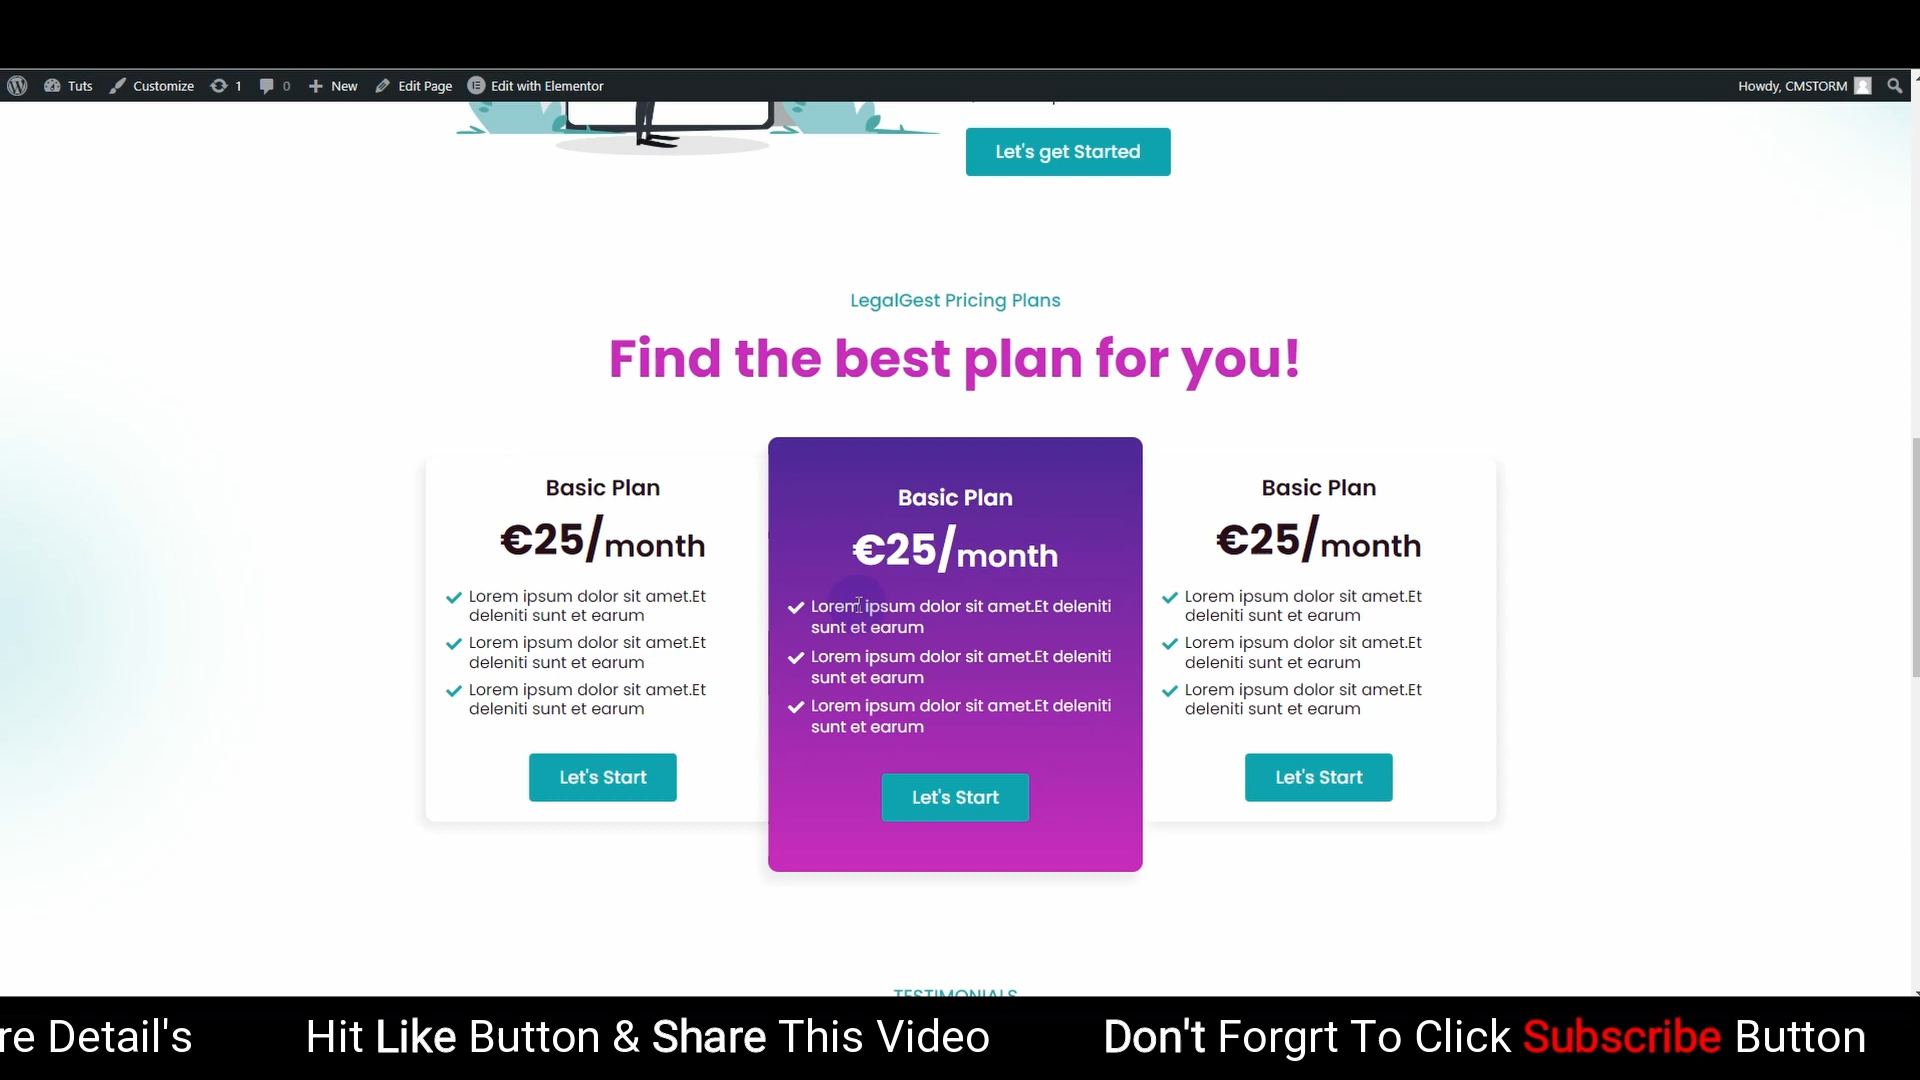 Tuts Customize 1 0 New Edit Page Edit with Elementor Howdy, CMSTORM
Let's get Started
LegalGest Pricing Plans
Find the best plan for you!
Basic Plan
€25/month
Lorem ipsum dolor sit amet.Et
deleniti sunt et earum
Lorem ipsum dolor sit amet.Et
deleniti sunt et earum
Lorem ipsum dolor sit amet.Et
deleniti sunt et earum
Let's Start
Basic Plan
€25/month
Lorem ipsum dolor sit amet.Et deleniti
sunt et earum
Lorem ipsum dolor sit amet.Et deleniti
sunt et earum
Lorem ipsum dolor sit amet.Et deleniti
sunt et earum
Let's Start
Basic Plan
€25/month
Lorem ipsum dolor sit amet.Et
deleniti sunt et earum
Lorem ipsum dolor sit amet.Et
deleniti sunt et earum
Lorem ipsum dolor sit amet.Et
deleniti sunt et earum
Let's Start
TESTIMONIALS
re Detail's Hit Like Button & Share This Video Don't Forgrt To Click Subscribe Button